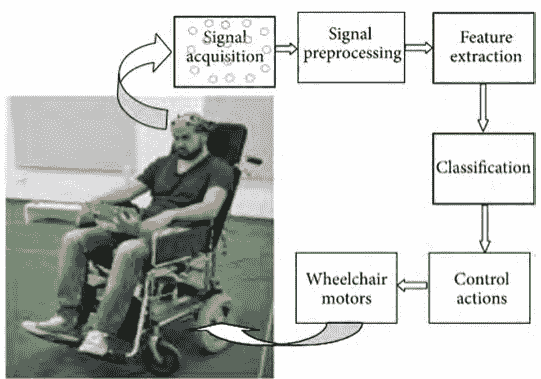 Signal
acquisition
Signal
preprocessing
Feature
extraction
Classification
Control
actions
Wheelchair
motors